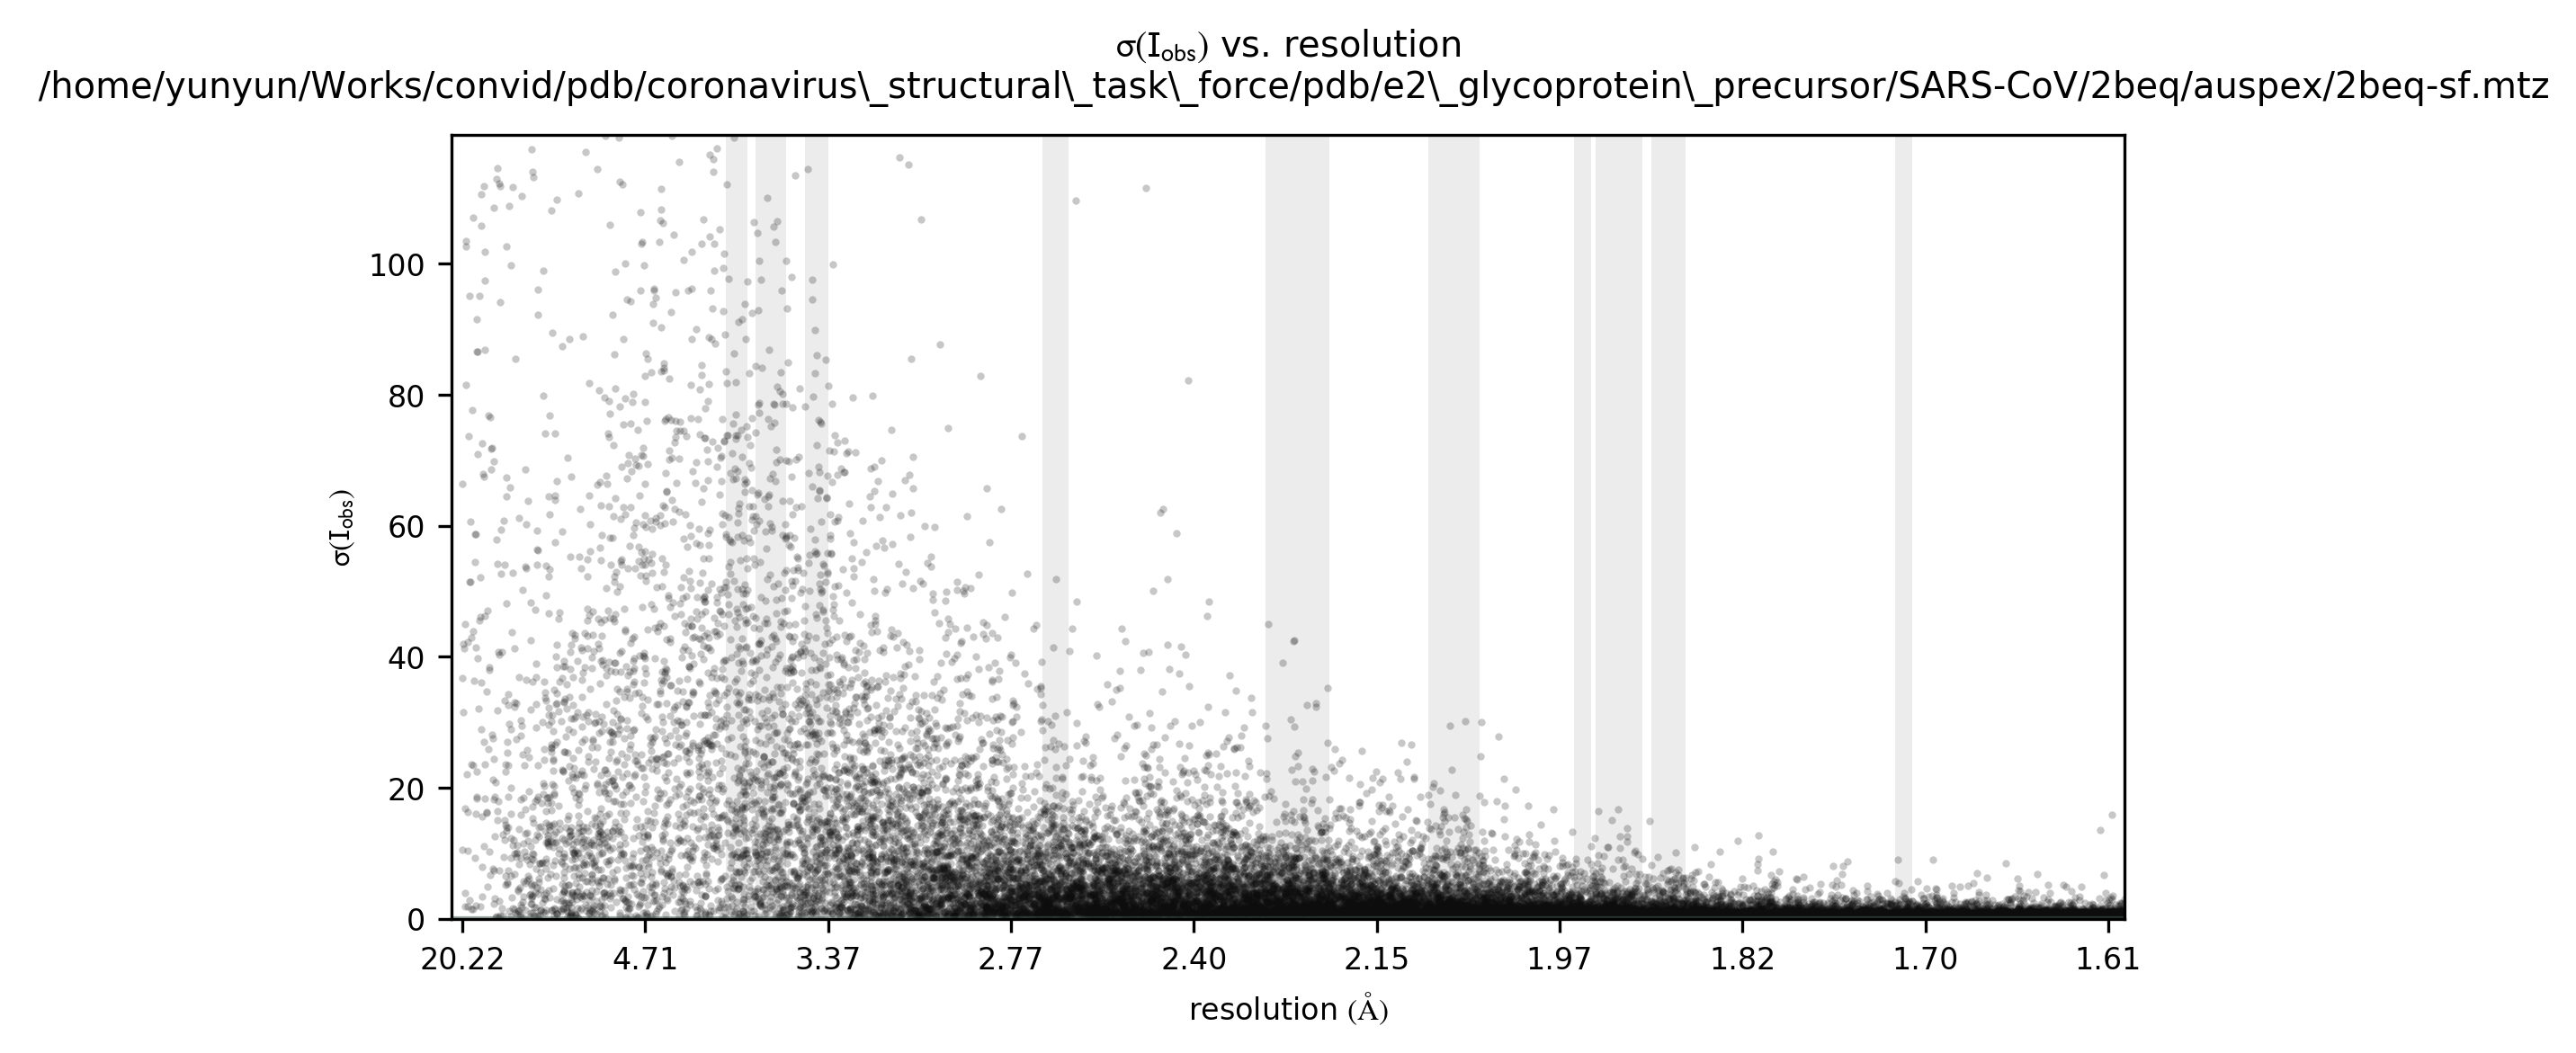 σ(I_obs) vs. resolution
/home/yunyun/Works/convid/pdb/coronavirus\_structural\_task\_force/pdb/e2\_glycoprotein\_precursor/SARS-CoV/2beq/auspex/2beq-sf.mtz
σ(I_obs)
100
80
60
40
20
0
20.22 4.71 3.37 2.77 2.40 2.15 1.97 1.82 1.70 1.61
resolution (Å)